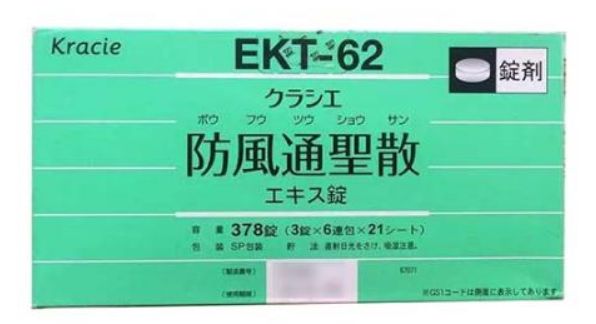 Kracie
EKT-62
錠剤
クラシエ
ボウ フウ ツウ ショウ サン
防風通聖散
エキス錠
容 量 378錠(3錠×6連包×21シート)
包 装 SP包装 貯 法 直射日光をさけ、吸湿注意。
(製造番号)
67071
(使用期限)
※GS1コードは側面に表示してあります